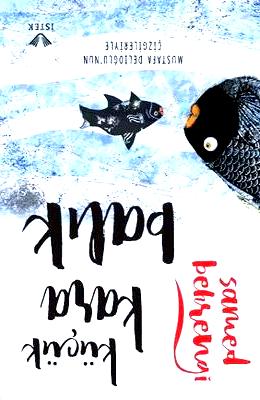 İSTEK
MUSTAFA DELİOĞLU'NUN
ÇİZGİLERİYLE
küçük
kara
balık
samed
behrengi